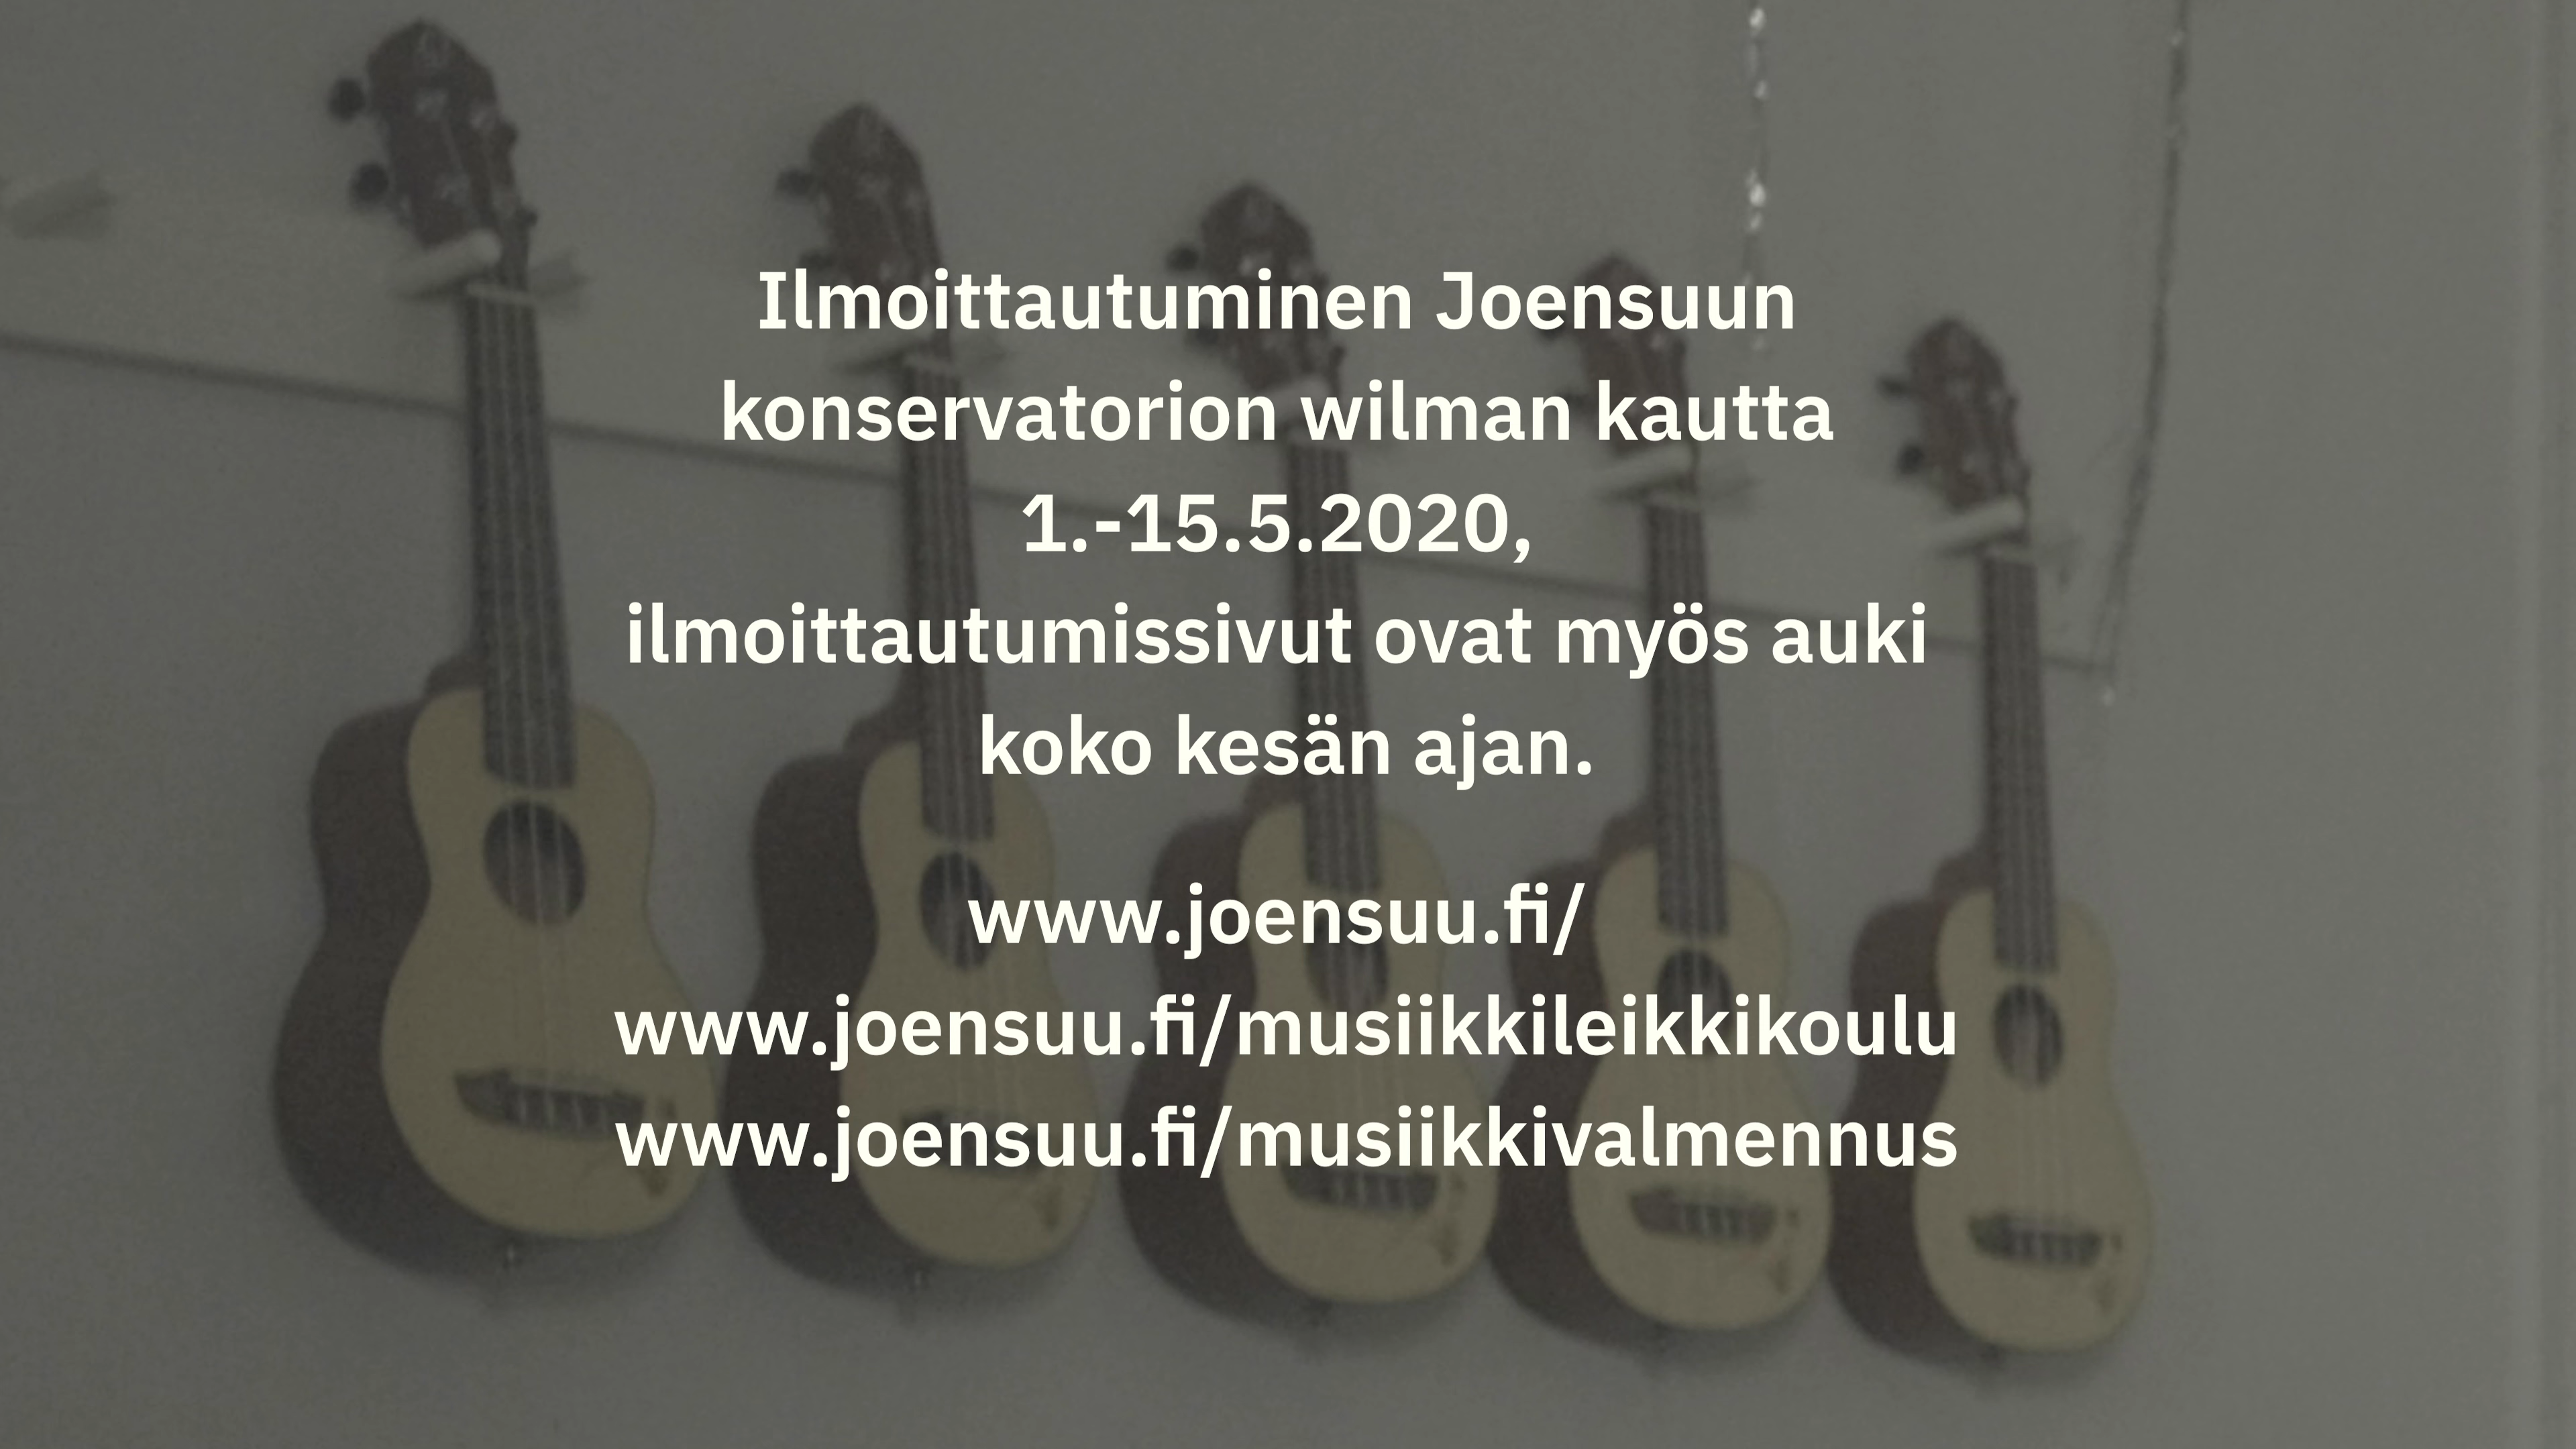 Ilmoittautuminen Joensuun
konservatorion wilman kautta
1.-15.5.2020,
ilmoittautumissivut ovat myös auki
koko kesän ajan.
www.joensuu.fi/
www.joensuu.fi/musiikkileikkikoulu
www.joensuu.fi/musiikkivalmennus